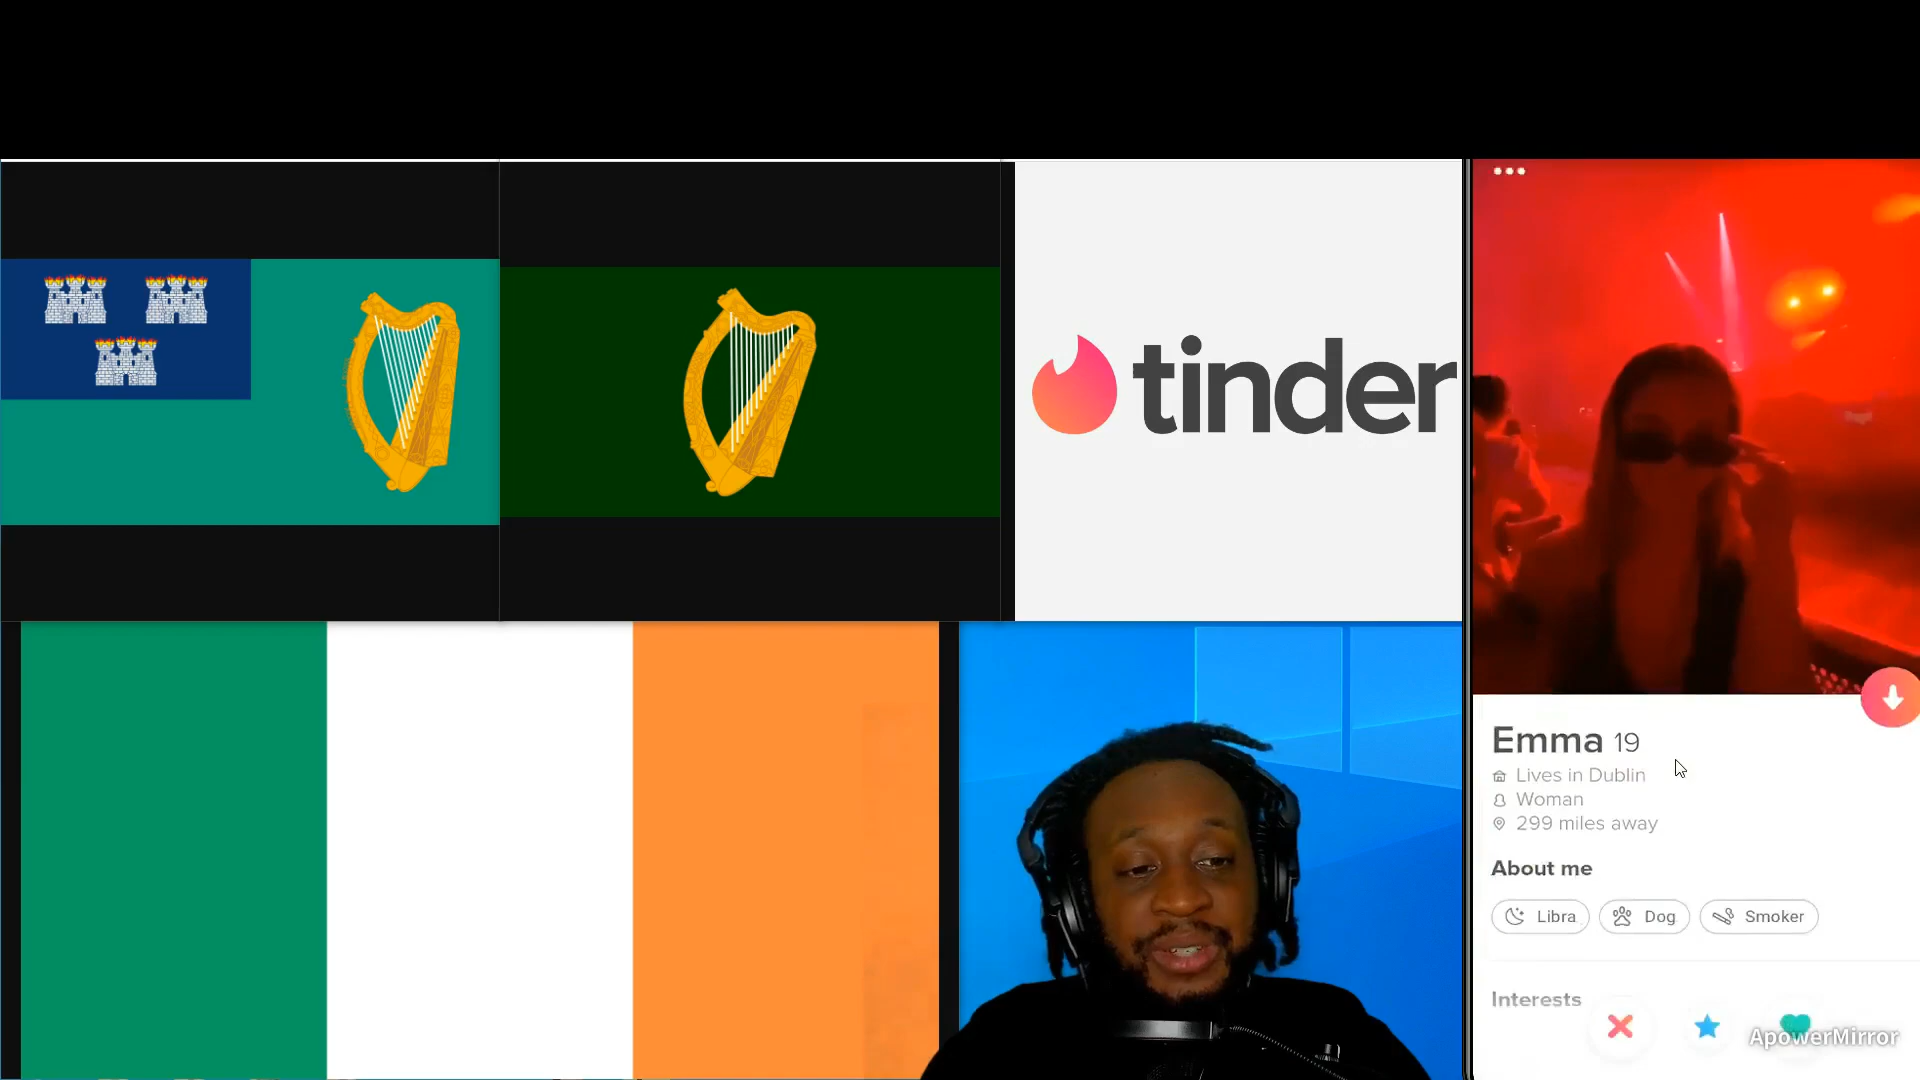 tinder
Emma 19
Lives in Dublin
Woman
299 miles away
About me
Libra Dog Smoker
Interests
ApowerMirror